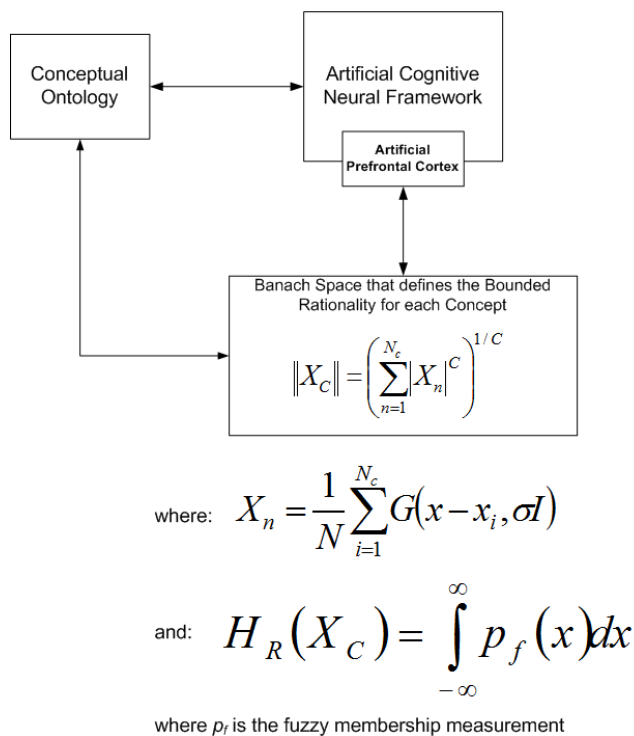 Conceptual
Ontology
Artificial Cognitive
Neural Framework
Artificial
Prefrontal Cortex
Banach Space that defines the Bounded
Rationality for each Concept
‖X_C‖ = (∑_{n=1}^{N_c} |X_n|^C)^{1/C}
where: X_n = 1/N ∑_{i=1}^{N_c} G(x − x_i, σI)
and: H_R(X_C) = ∫_{−∞}^{∞} p_f(x)dx
where p_f is the fuzzy membership measurement